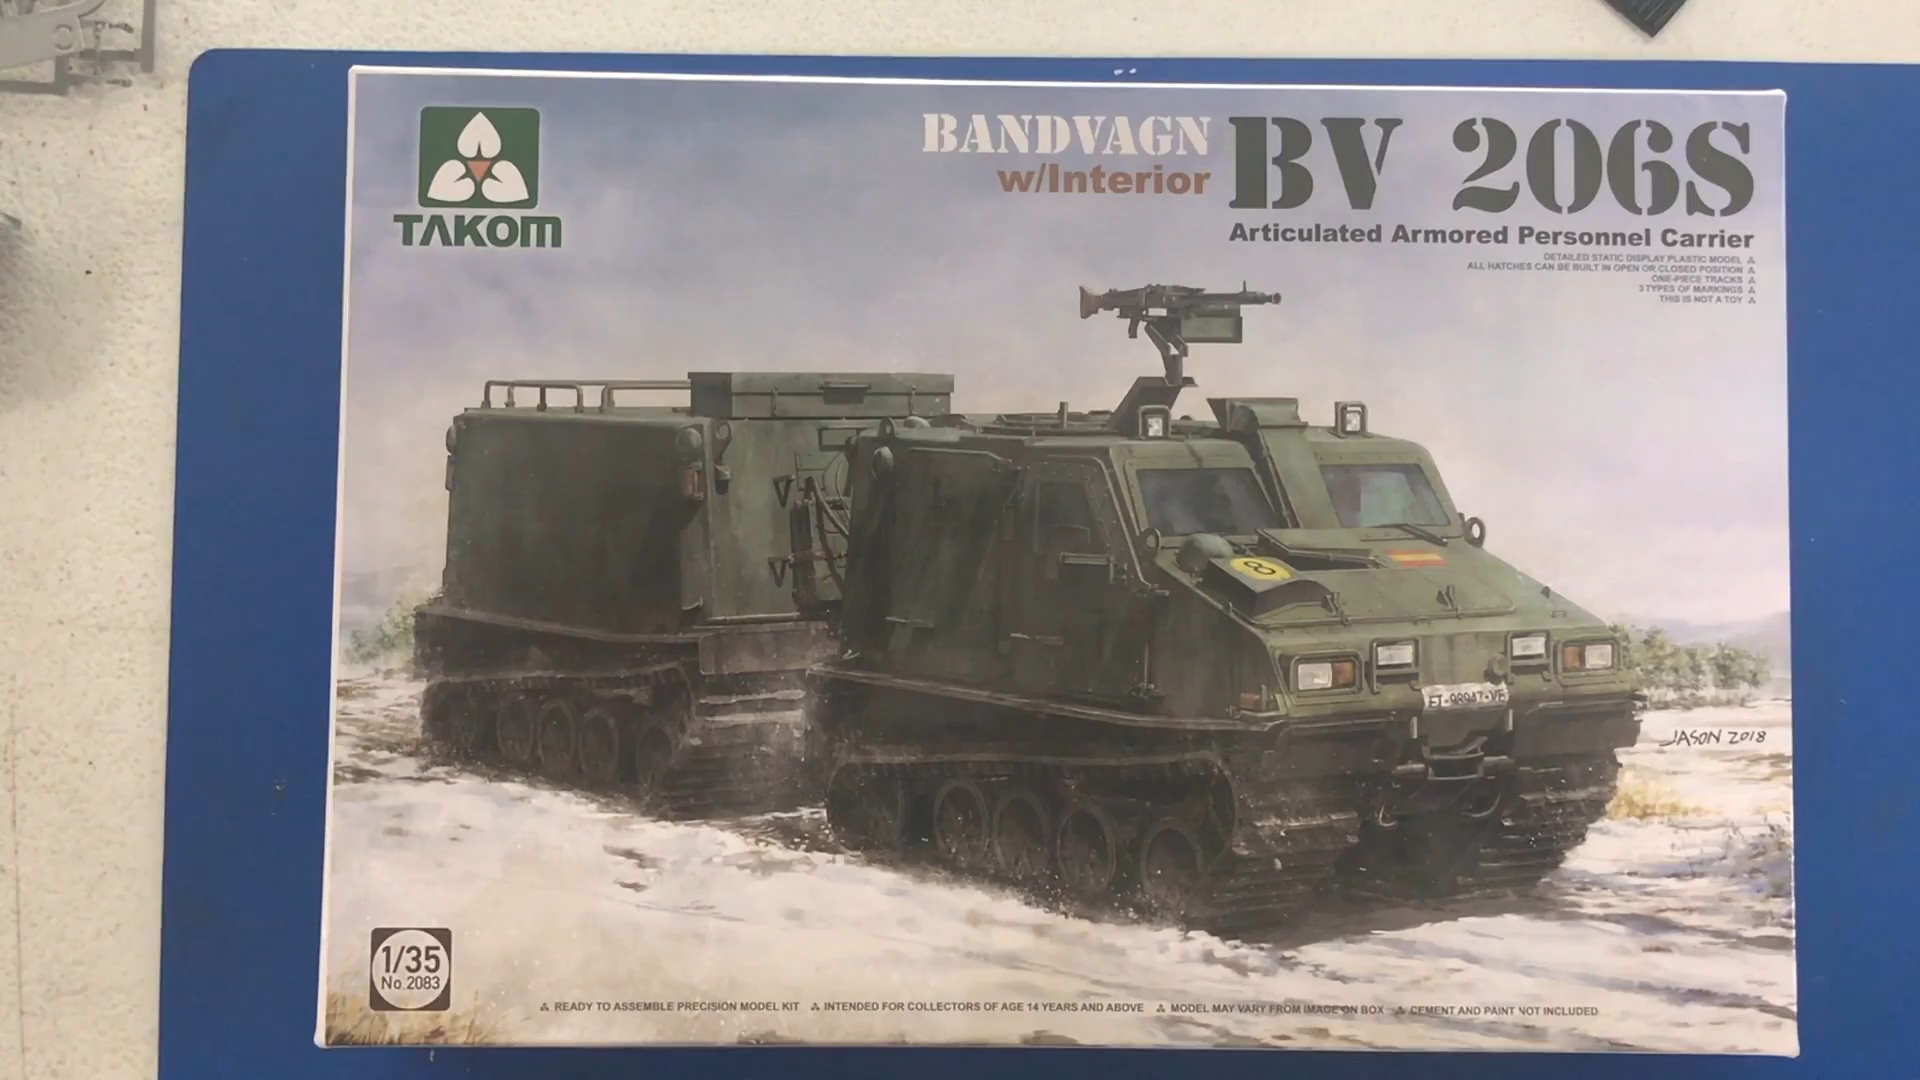 BANDVAGN
w/Interior
BV 206S
TAKOM
Articulated Armored Personnel Carrier
DETAILED STATIC DISPLAY PLASTIC MODEL
ALL HATCHES CAN BE BUILT IN OPEN OR CLOSED POSITION
ONE-PIECE TRACKS
3 TYPES OF MARKINGS
THIS IS NOT A TOY
8
ET-98947-VE
JASON 2018
1/35
No.2083
READY TO ASSEMBLE PRECISION MODEL KIT INTENDED FOR COLLECTORS OF AGE 14 YEARS AND ABOVE MODEL MAY VARY FROM IMAGE ON BOX CEMENT AND PAINT NOT INCLUDED